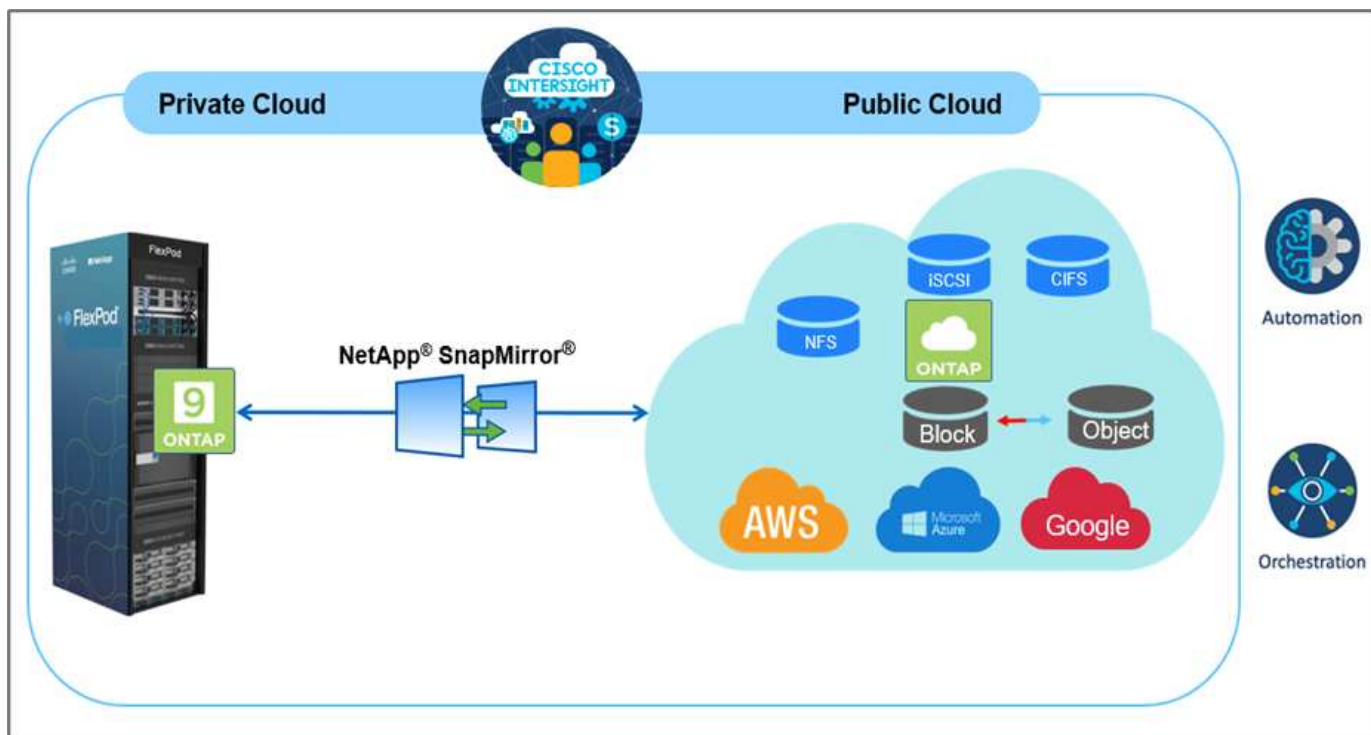 CISCO
INTERSIGHT
Private Cloud
Public Cloud
FlexPod
FlexPod
iSCSI
CIFS
NFS
ONTAP
NetApp® SnapMirror®
9
ONTAP
Block
Object
AWS
Microsoft
Azure
Google
Automation
Orchestration